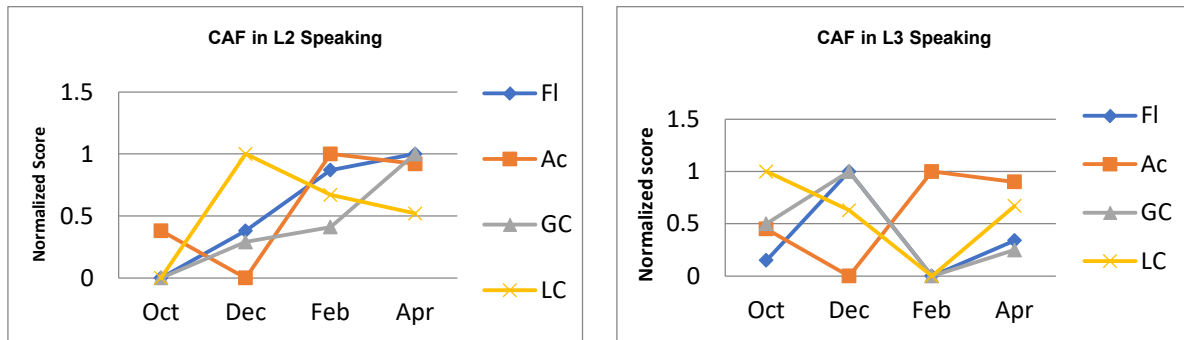 CAF in L2 Speaking
Normalized Score
1.5
1
0.5
0
Oct Dec Feb Apr
Fl
Ac
GC
LC
CAF in L3 Speaking
Normalized score
1.5
1
0.5
0
Oct Dec Feb Apr
Fl
Ac
GC
LC